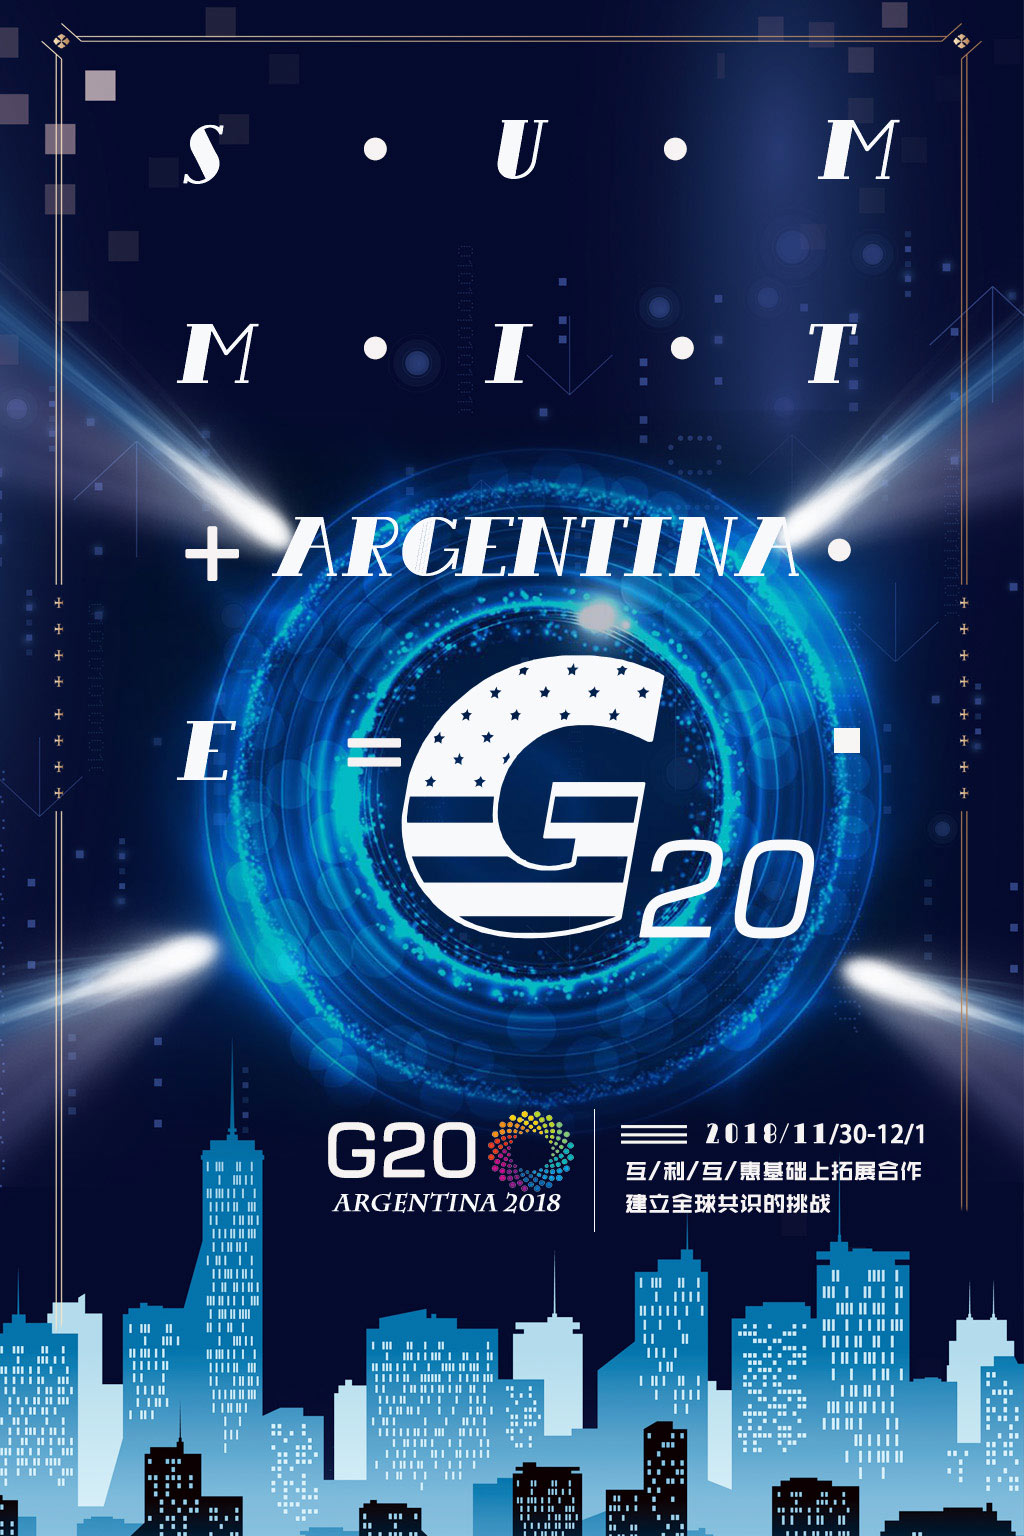 S · U · M
M · I · T
+ ARGENTINA ·
E = G20
G20
ARGENTINA 2018
2018/11/30-12/1
互/利/互/惠基础上拓展合作
建立全球共识的挑战